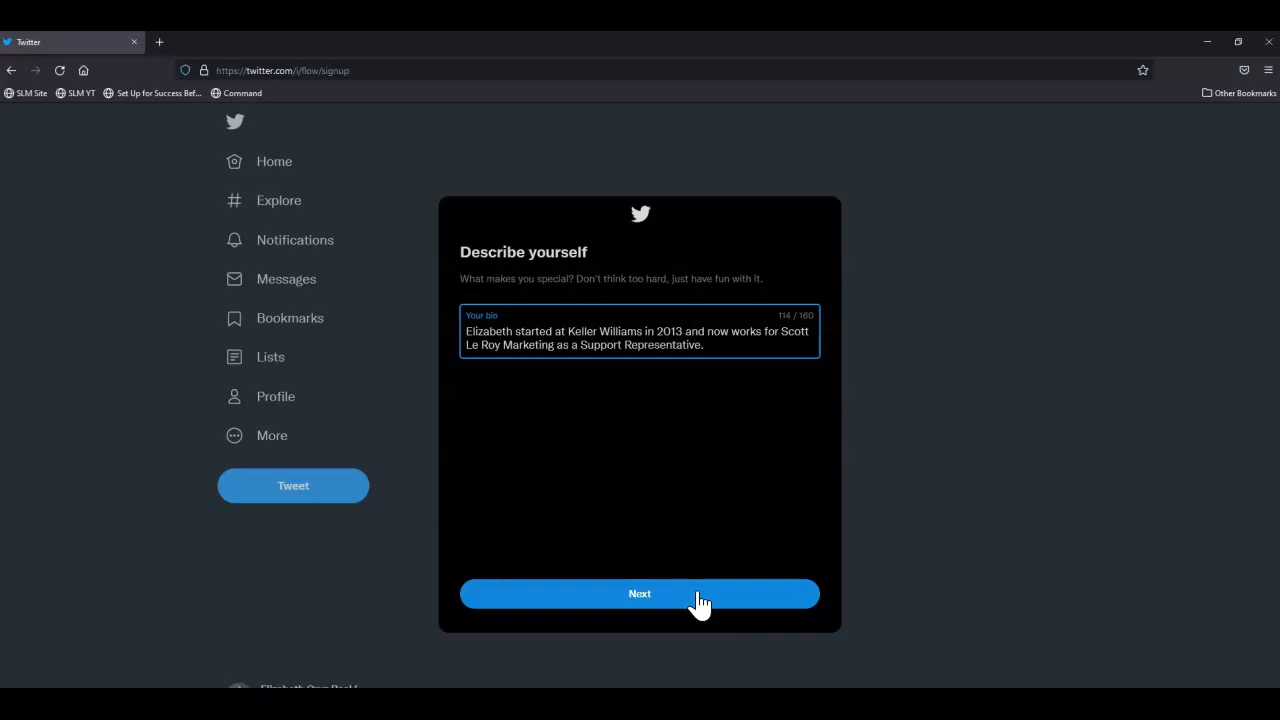 Twitter
https://twitter.com/i/flow/signup
SLM Site
SLM YT
Set Up for Success Bef...
Command
Other Bookmarks
Home
Explore
Notifications
Messages
Bookmarks
Lists
Profile
More
Tweet
Describe yourself
What makes you special? Don't think too hard, just have fun with it.
Your bio
114 / 160
Elizabeth started at Keller Williams in 2013 and now works for Scott
Le Roy Marketing as a Support Representative.
Next
Elizabeth